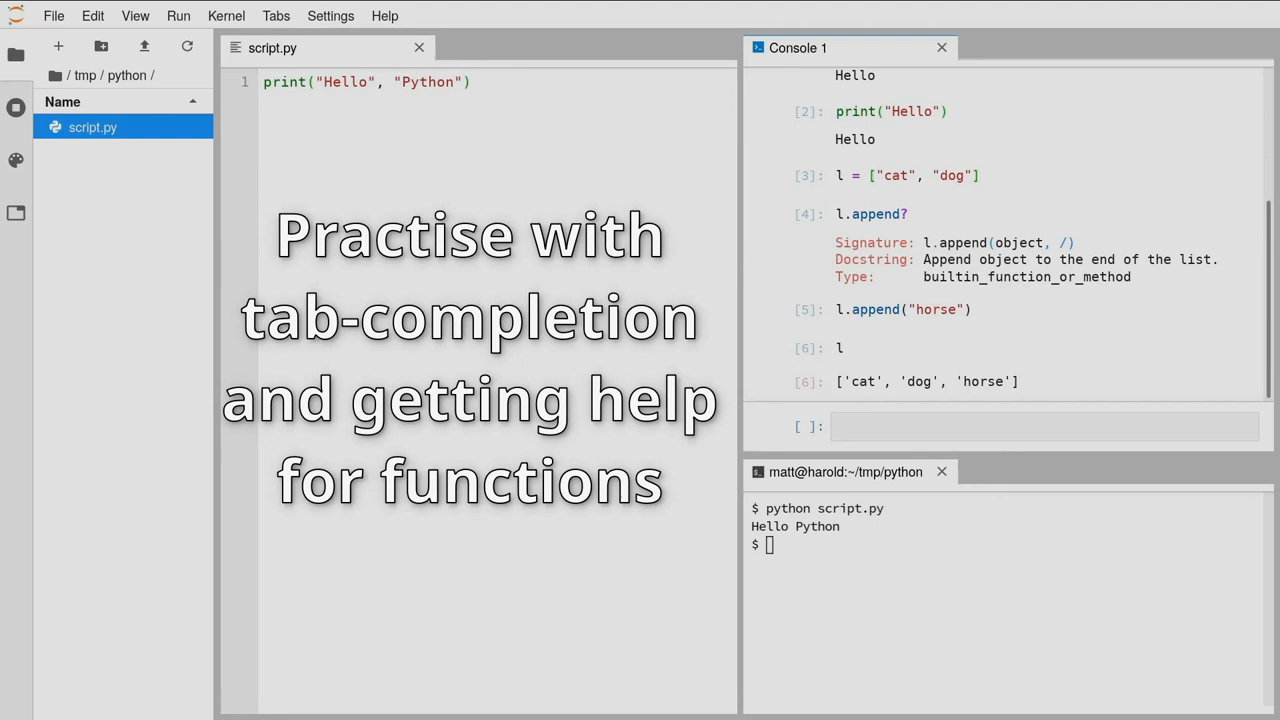 File Edit View Run Kernel Tabs Settings Help
/ tmp / python /
Name
script.py
script.py
1 print("Hello", "Python")
Practise with
tab-completion
and getting help
for functions
Console 1
Hello
[2]: print("Hello")
Hello
[3]: l = ["cat", "dog"]
[4]: l.append?
Signature: l.append(object, /)
Docstring: Append object to the end of the list.
Type: builtin_function_or_method
[5]: l.append("horse")
[6]: l
[6]: ['cat', 'dog', 'horse']
[ ]:
matt@harold:~/tmp/python
$ python script.py
Hello Python
$